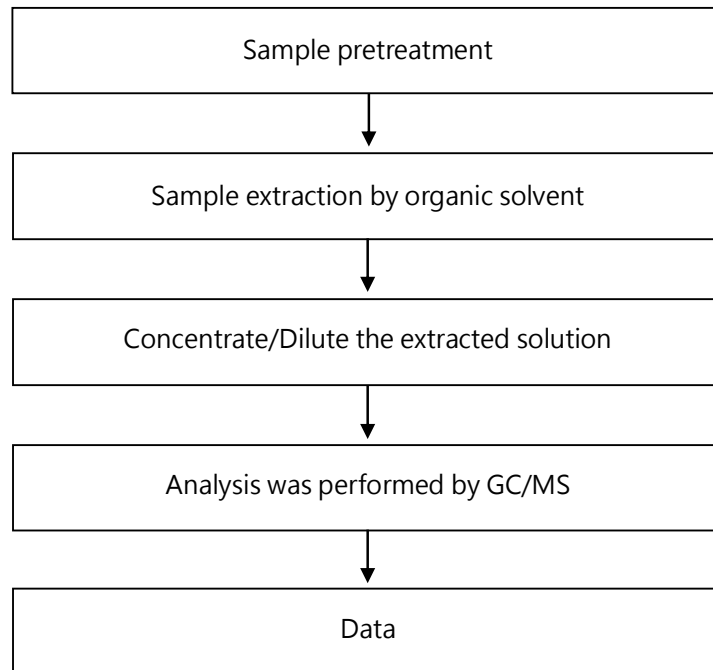 Sample pretreatment
Sample extraction by organic solvent
Concentrate/Dilute the extracted solution
Analysis was performed by GC/MS
Data